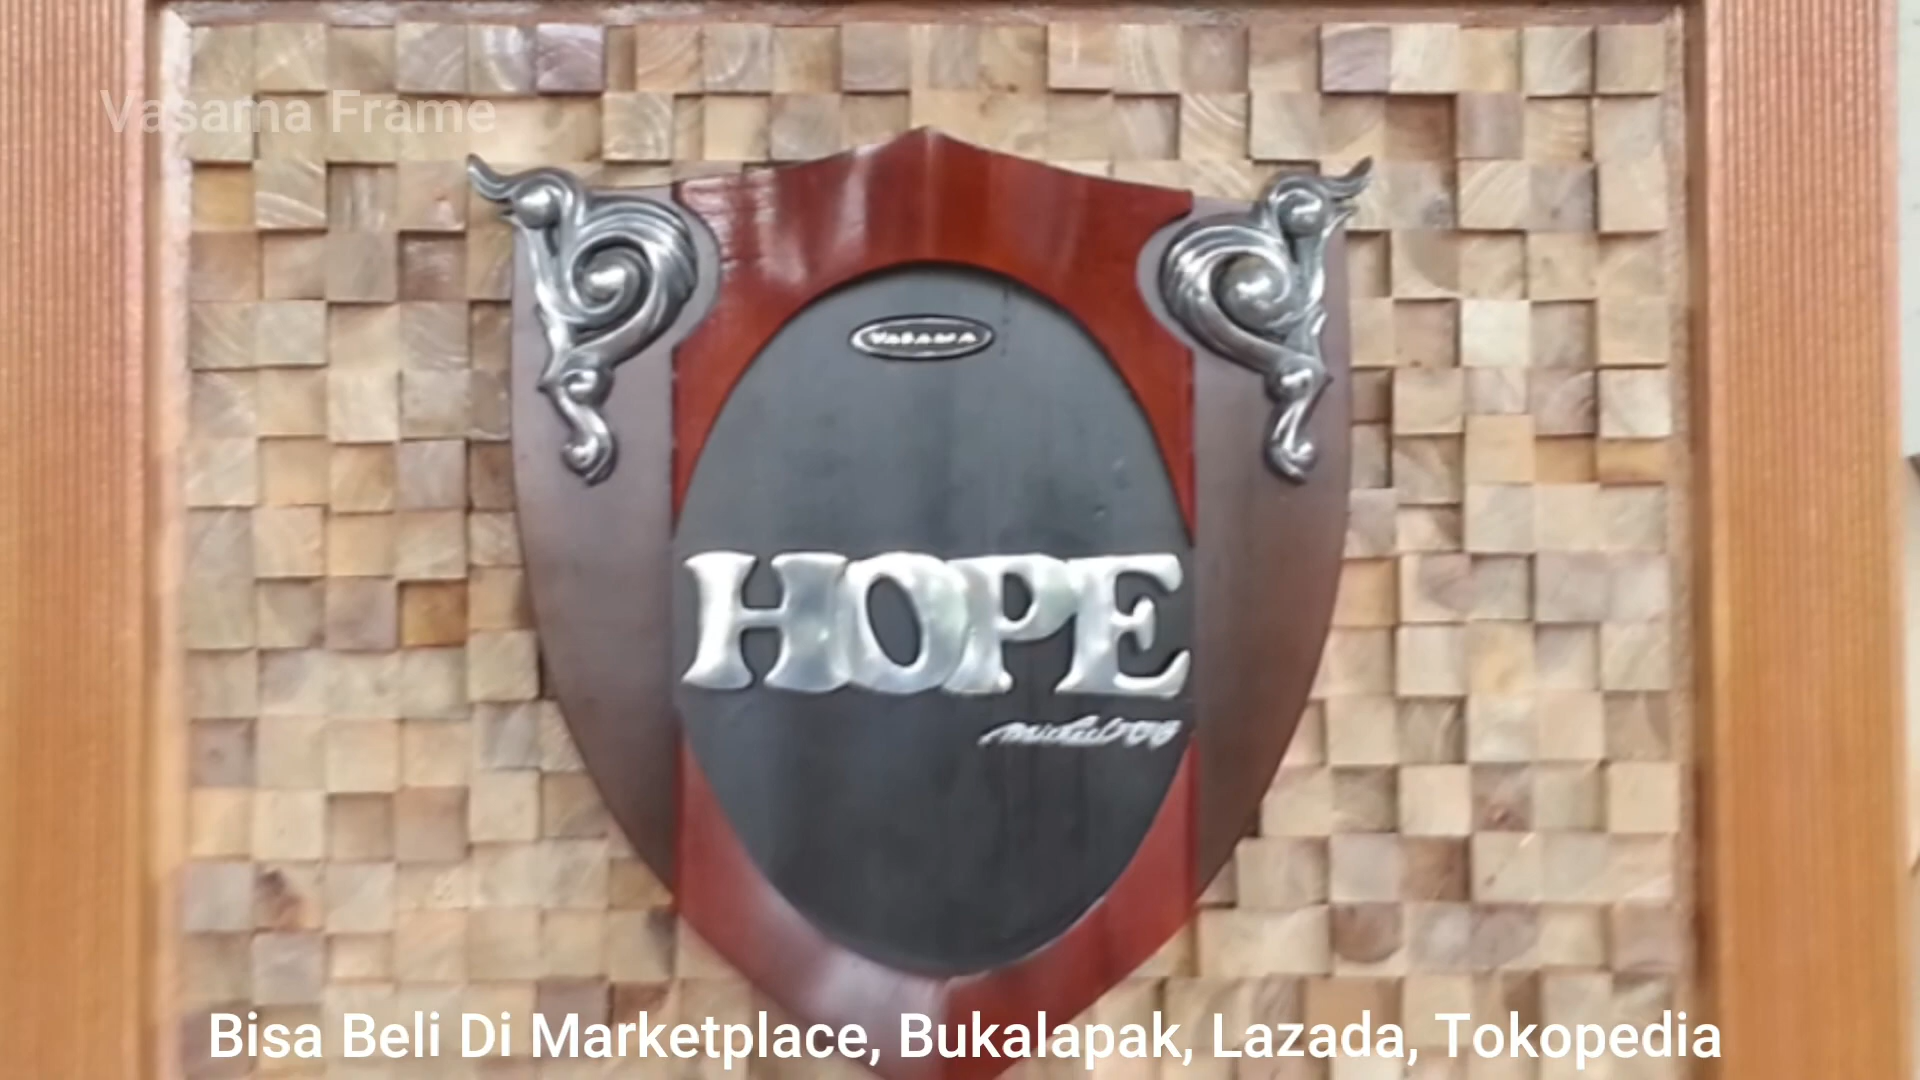 Vasama Frame
VASAMA
HOPE
Bisa Beli Di Marketplace, Bukalapak, Lazada, Tokopedia